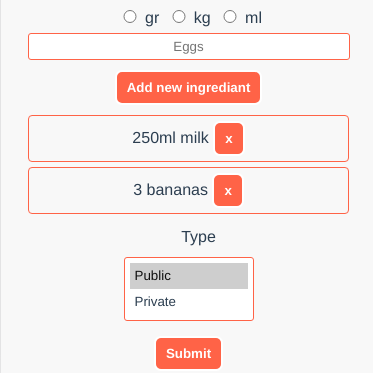 gr kg ml
Eggs
Add new ingrediant
250ml milk x
3 bananas x
Type
Public
Private
Submit